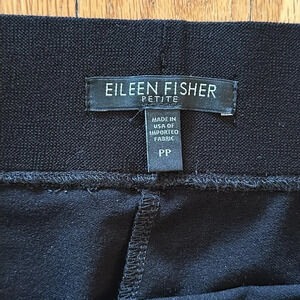 EILEEN FISHER
PETITE
MADE IN
USA OF
IMPORTED
FABRIC
PP